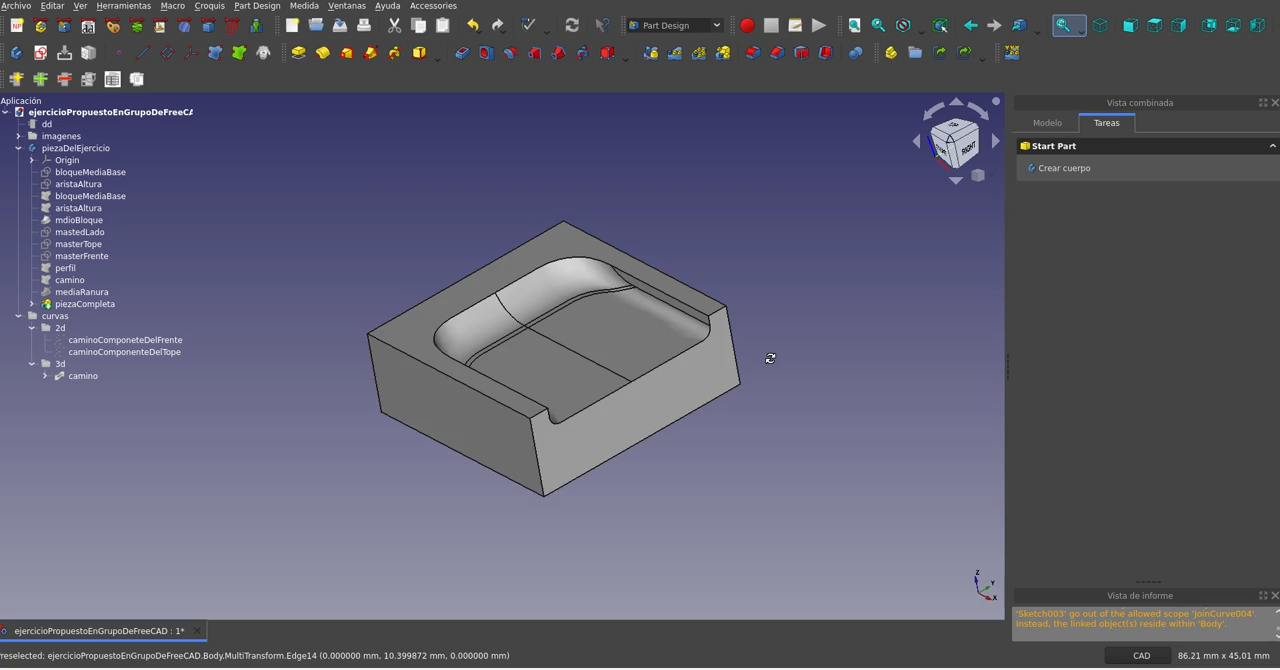 Archivo Editar Ver Herramientas Macro Croquis Part Design Medida Ventanas Ayuda Accessories
Part Design
Aplicación
ejercicioPropuestoEnGrupoDeFreeCA
dd
imagenes
piezaDelEjercicio
Origin
bloqueMediaBase
aristaAltura
bloqueMediaBase
aristaAltura
mdioBloque
mastedLado
masterTope
masterFrente
perfil
camino
mediaRanura
piezaCompleta
curvas
2d
caminoComponeteDelFrente
caminoComponenteDelTope
3d
camino
RIGHT
Z
Y
X
Vista combinada
Modelo Tareas
Start Part
Crear cuerpo
Vista de informe
'Sketch003' go out of the allowed scope 'JoinCurve004'.
Instead, the linked object(s) reside within 'Body'.
ejercicioPropuestoEnGrupoDeFreeCAD : 1*
reselected: ejercicioPropuestoEnGrupoDeFreeCAD.Body.MultiTransform.Edge14 (0.000000 mm, 10.399872 mm, 0.000000 mm)
CAD
86,21 mm x 45,01 mm